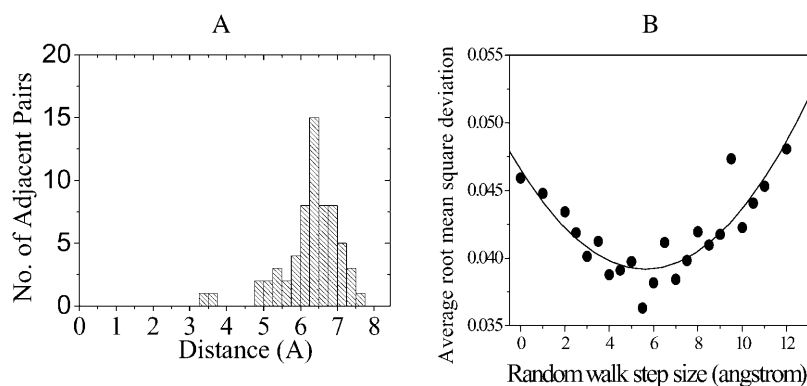 A
No. of Adjacent Pairs
20
15
10
5
0
0 1 2 3 4 5 6 7 8
Distance (A)
B
Average root mean square deviation
0.055
0.050
0.045
0.040
0.035
0 2 4 6 8 10 12
Random walk step size (angstrom)